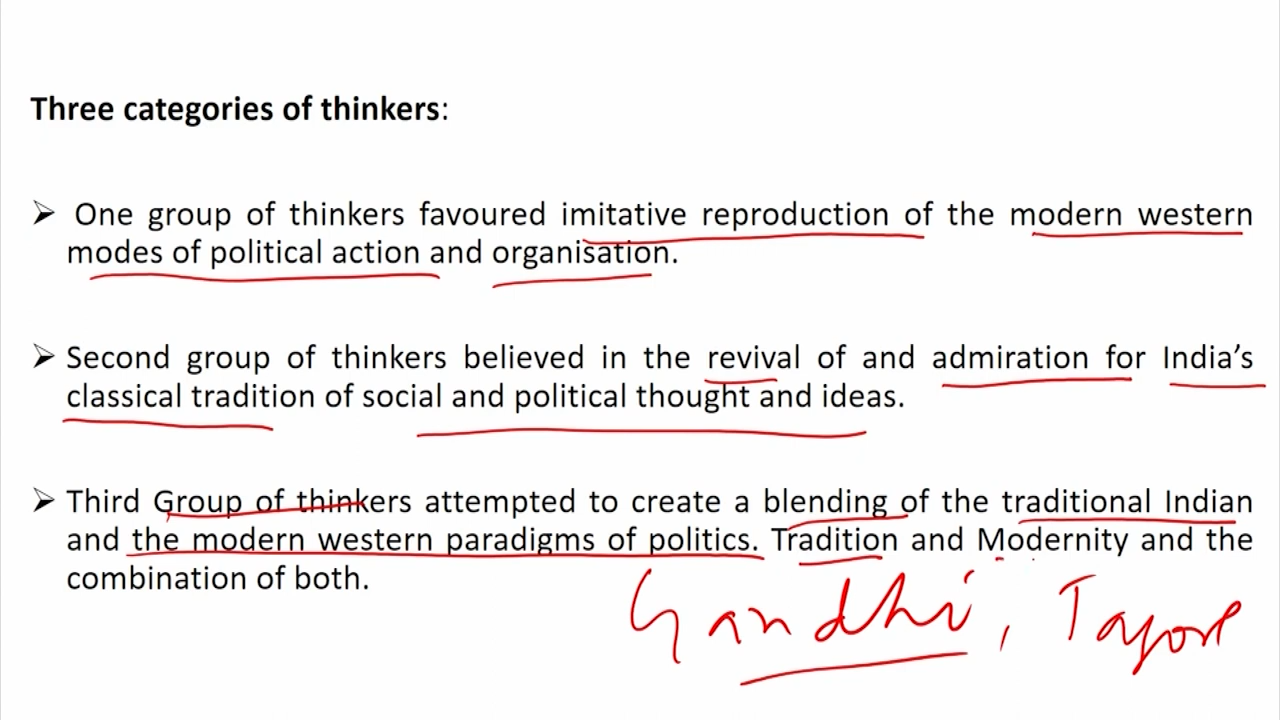 Three categories of thinkers:
➢ One group of thinkers favoured imitative reproduction of the modern western
modes of political action and organisation.
➢ Second group of thinkers believed in the revival of and admiration for India’s
classical tradition of social and political thought and ideas.
➢ Third Group of thinkers attempted to create a blending of the traditional Indian
and the modern western paradigms of politics. Tradition and Modernity and the
combination of both.
Gandhi, Tagore